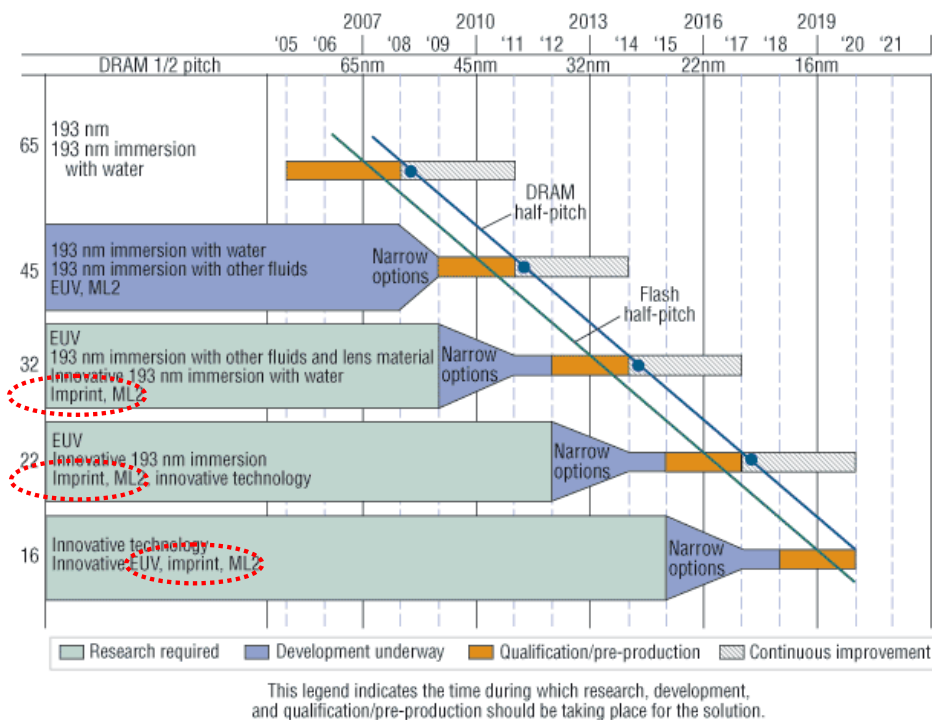 2007 2010 2013 2016 2019
'05 '06 '08 '09 '11 '12 '14 '15 '17 '18 '20 '21
DRAM 1/2 pitch 65nm 45nm 32nm 22nm 16nm
65
193 nm
193 nm immersion
with water
DRAM
half-pitch
45
193 nm immersion with water
193 nm immersion with other fluids
EUV, ML2
Narrow
options
Flash
half-pitch
32
EUV
193 nm immersion with other fluids and lens material
Innovative 193 nm immersion with water
Imprint, ML2
Narrow
options
22
EUV
Innovative 193 nm immersion
Imprint, ML2, innovative technology
Narrow
options
16
Innovative technology
Innovative EUV, imprint, ML2
Narrow
options
Research required Development underway Qualification/pre-production Continuous improvement
This legend indicates the time during which research, development,
and qualification/pre-production should be taking place for the solution.